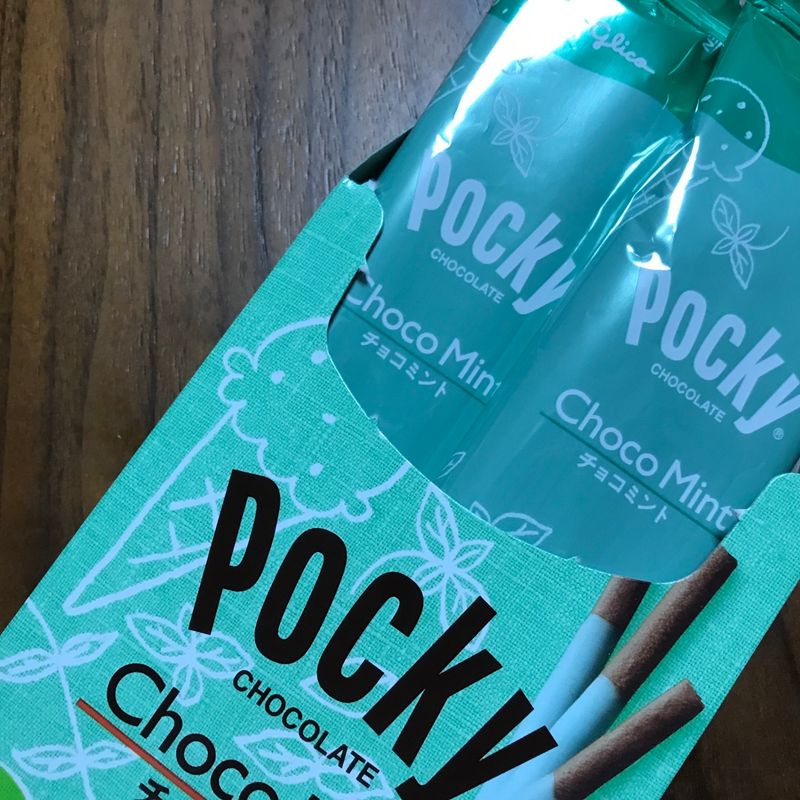 Glico
POCKY
CHOCOLATE
Choco Mint
チョコミント
POCKY
CHOCOLATE
Choco Mint
チョコミント
POCKY
CHOCOLATE
Choco
チ